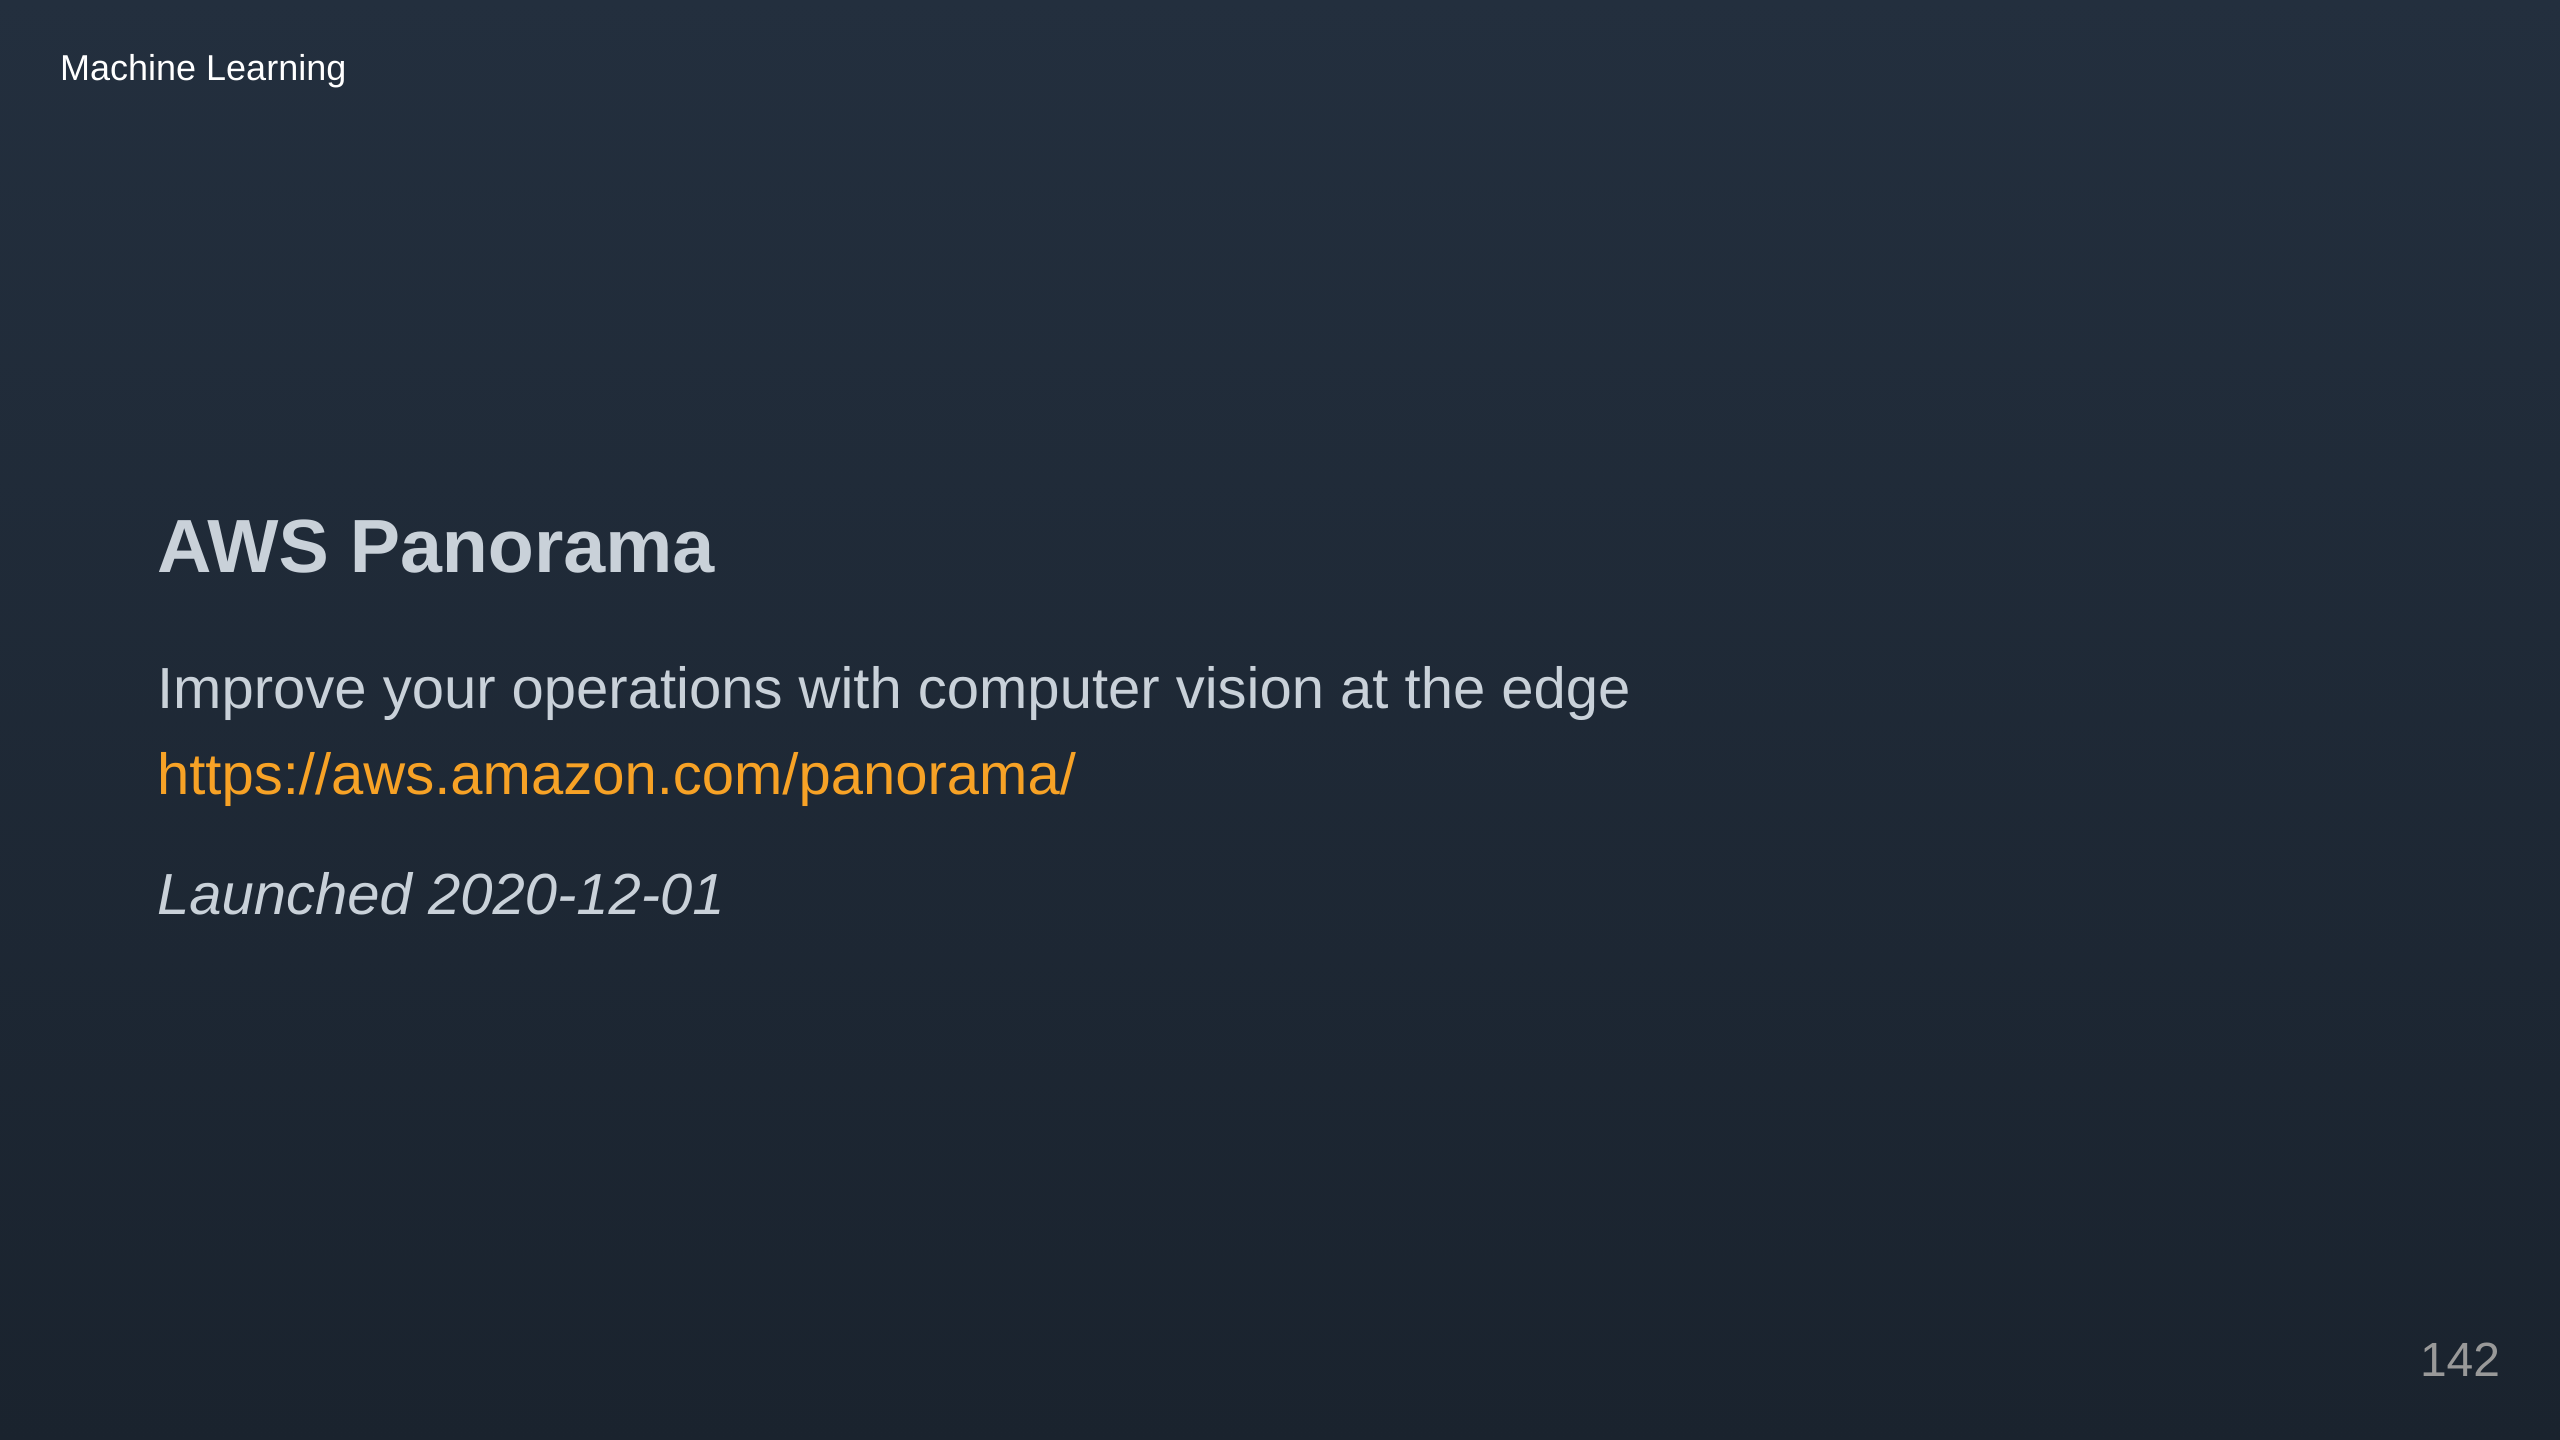 Machine Learning
AWS Panorama
Improve your operations with computer vision at the edge
https://aws.amazon.com/panorama/
Launched 2020-12-01
142